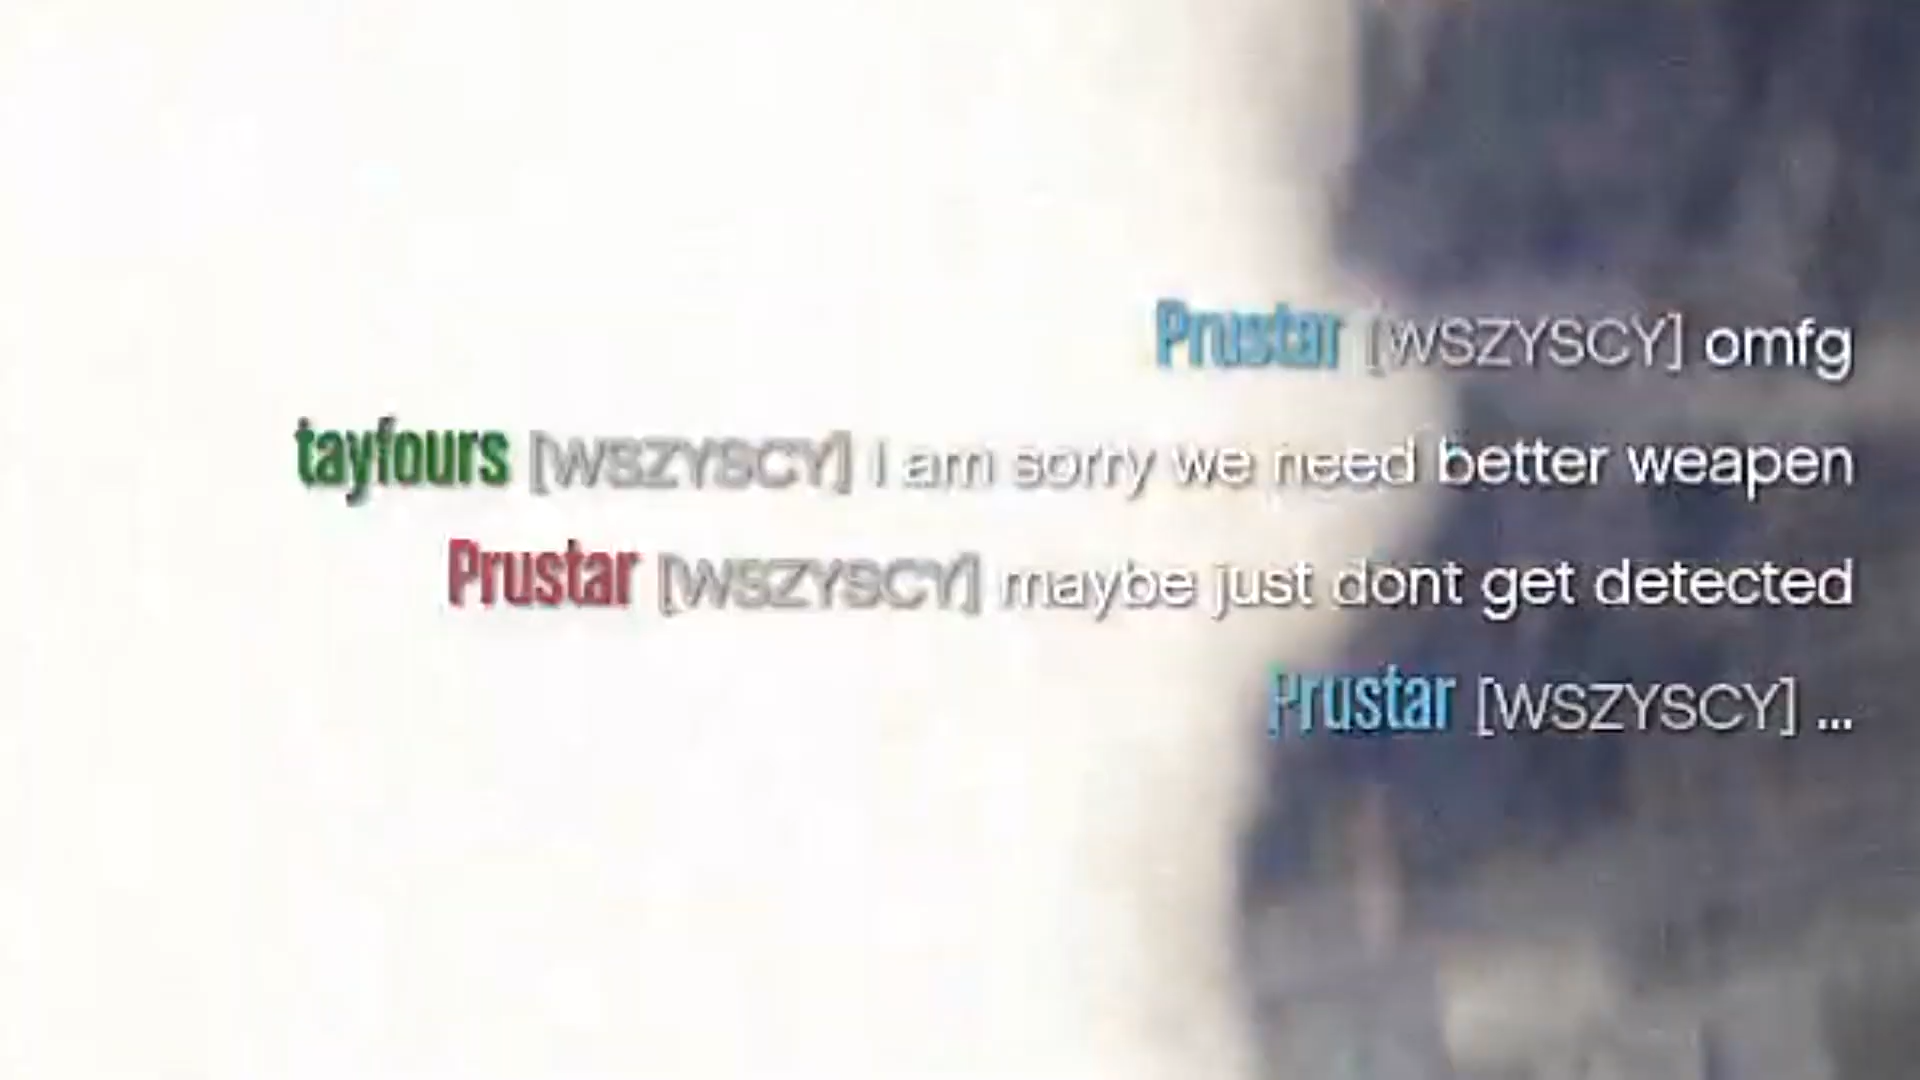 Prustar [WSZYSCY] omfg
tayfours [WSZYSCY] I am sorry we need better weapen
Prustar [WSZYSCY] maybe just dont get detected
Prustar [WSZYSCY] ...